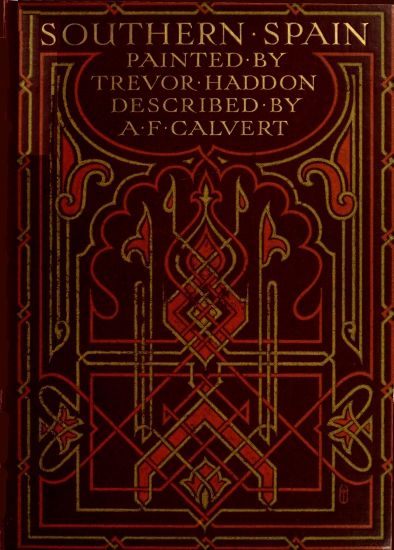 SOUTHERN · SPAIN
PAINTED · BY
TREVOR · HADDON
DESCRIBED · BY
A · F · CALVERT